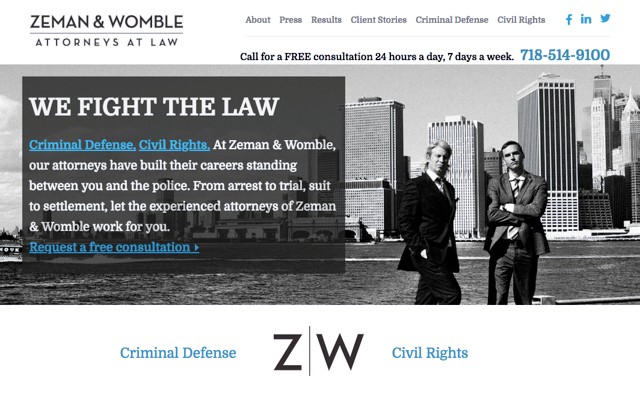 ZEMAN & WOMBLE
ATTORNEYS AT LAW
About Press Results Client Stories Criminal Defense Civil Rights
Call for a FREE consultation 24 hours a day, 7 days a week. 718-514-9100
WE FIGHT THE LAW
Criminal Defense. Civil Rights. At Zeman & Womble,
our attorneys have built their careers standing
between you and the police. From arrest to trial, suit
to settlement, let the experienced attorneys of Zeman
& Womble work for you.
Request a free consultation
Criminal Defense Z|W Civil Rights